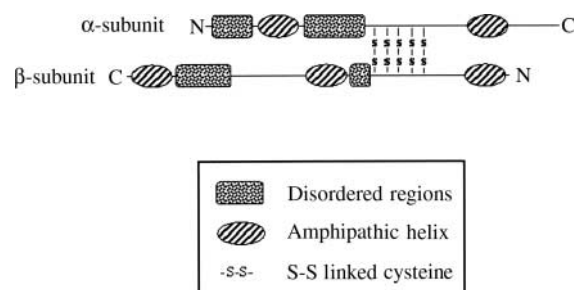 α-subunit N C
S S S S S
S S S S S
β-subunit C N
Disordered regions
Amphipathic helix
-S-S- S-S linked cysteine